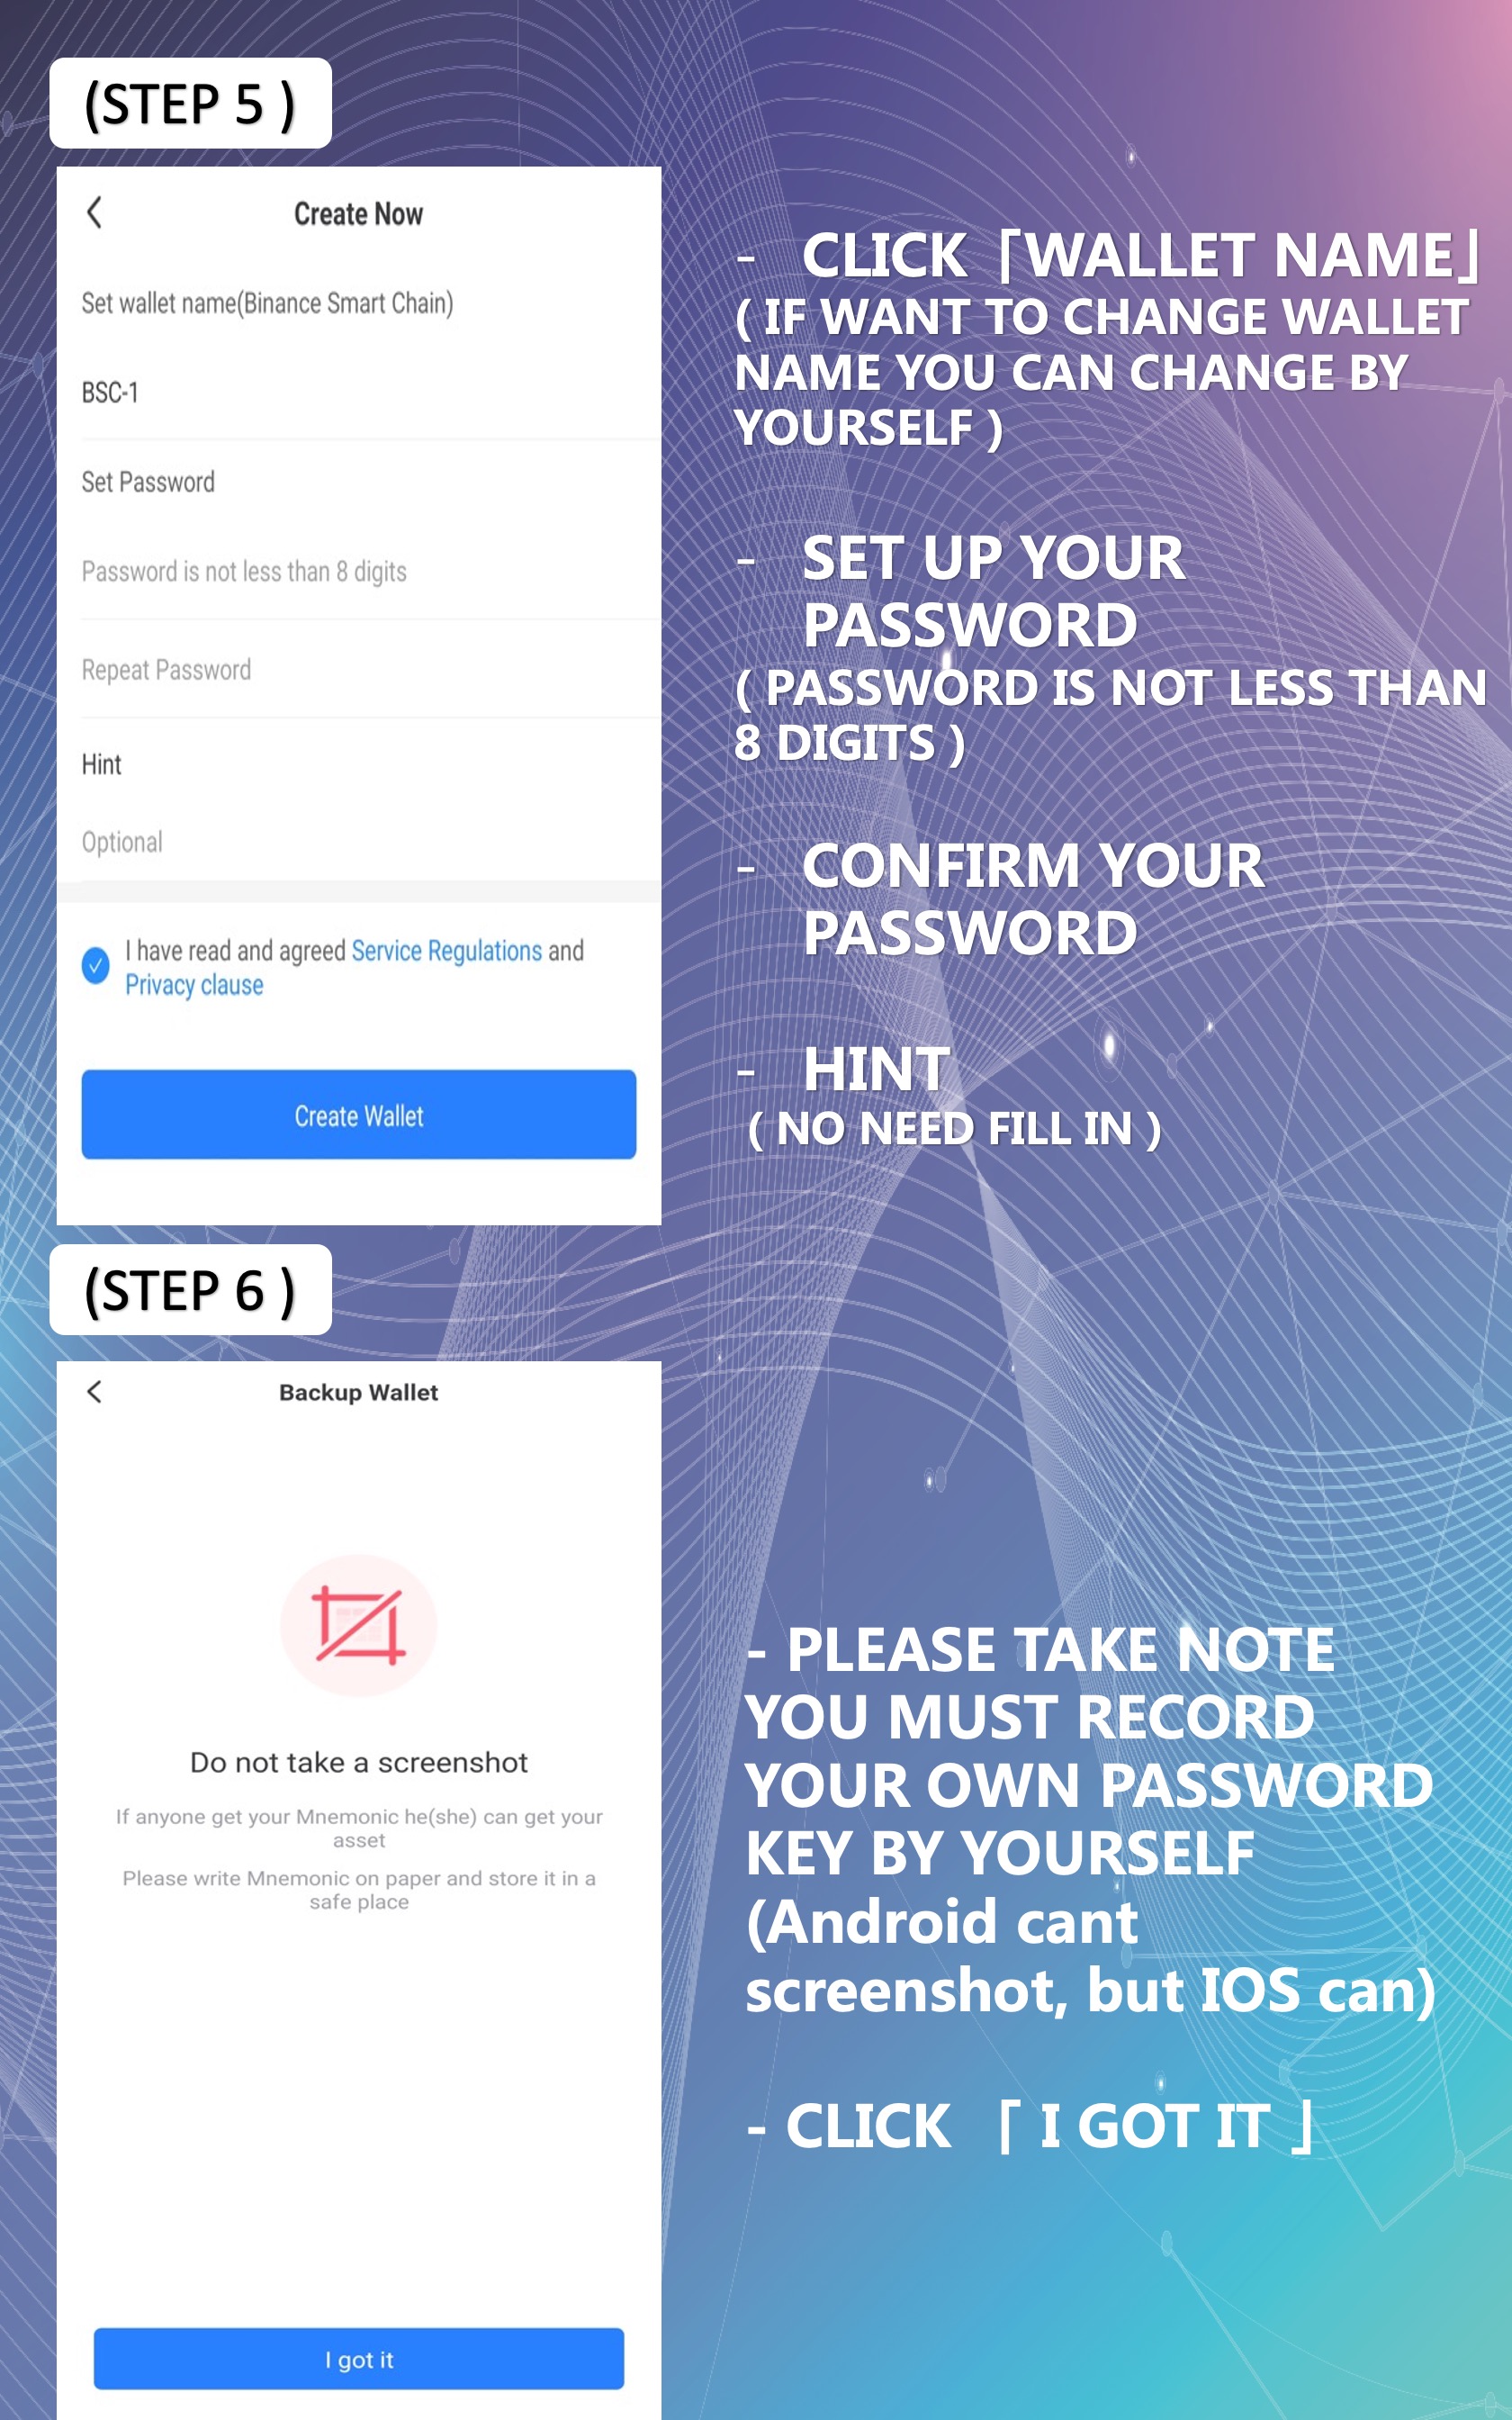 (STEP 5 )
Create Now
Set wallet name(Binance Smart Chain)
BSC-1
Set Password
Password is not less than 8 digits
Repeat Password
Hint
Optional
I have read and agreed Service Regulations and
Privacy clause
Create Wallet
- CLICK「WALLET NAME」
( IF WANT TO CHANGE WALLET
NAME YOU CAN CHANGE BY
YOURSELF )
- SET UP YOUR
PASSWORD
( PASSWORD IS NOT LESS THAN
8 DIGITS )
- CONFIRM YOUR
PASSWORD
- HINT
( NO NEED FILL IN )
(STEP 6 )
Backup Wallet
Do not take a screenshot
If anyone get your Mnemonic he(she) can get your
asset
Please write Mnemonic on paper and store it in a
safe place
I got it
- PLEASE TAKE NOTE
YOU MUST RECORD
YOUR OWN PASSWORD
KEY BY YOURSELF
(Android cant
screenshot, but IOS can)
- CLICK 「 I GOT IT 」